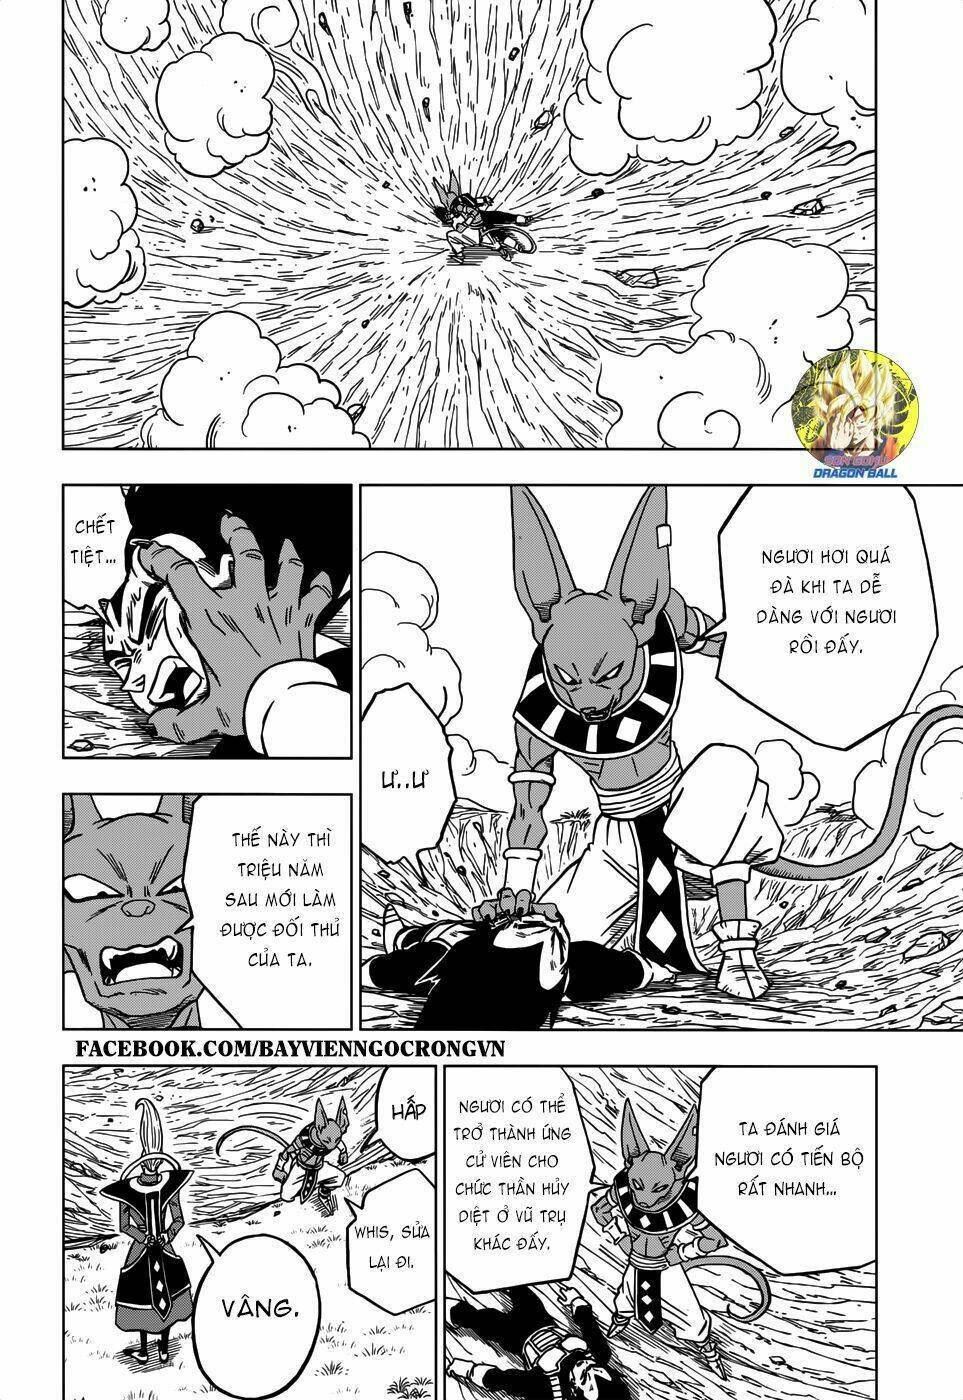 SON GOKU
DRAGON BALL
NGƯƠI HƠI QUÁ
ĐÀ KHI TA DỄ
DÀNG VỚI NGƯƠI
RỒI ĐẤY.
Ư..Ư
CHẾT
TIỆT...
THẾ NÀY THÌ
TRIỆU NĂM
SAU MỚI LÀM
ĐƯỢC ĐỐI THỦ
CỦA TA.
FACEBOOK.COM/BAYVIENNGOCRONGVN
TA ĐÁNH GIÁ
NGƯƠI CÓ TIẾN BỘ
RẤT NHANH...
NGƯƠI CÓ THỂ
TRỞ THÀNH ỨNG
CỬ VIÊN CHO
CHỨC THẦN HỦY
DIỆT Ở VŨ TRỤ
KHÁC ĐẤY.
HẤP
WHIS, SỬA
LẠI ĐI.
VÂNG.